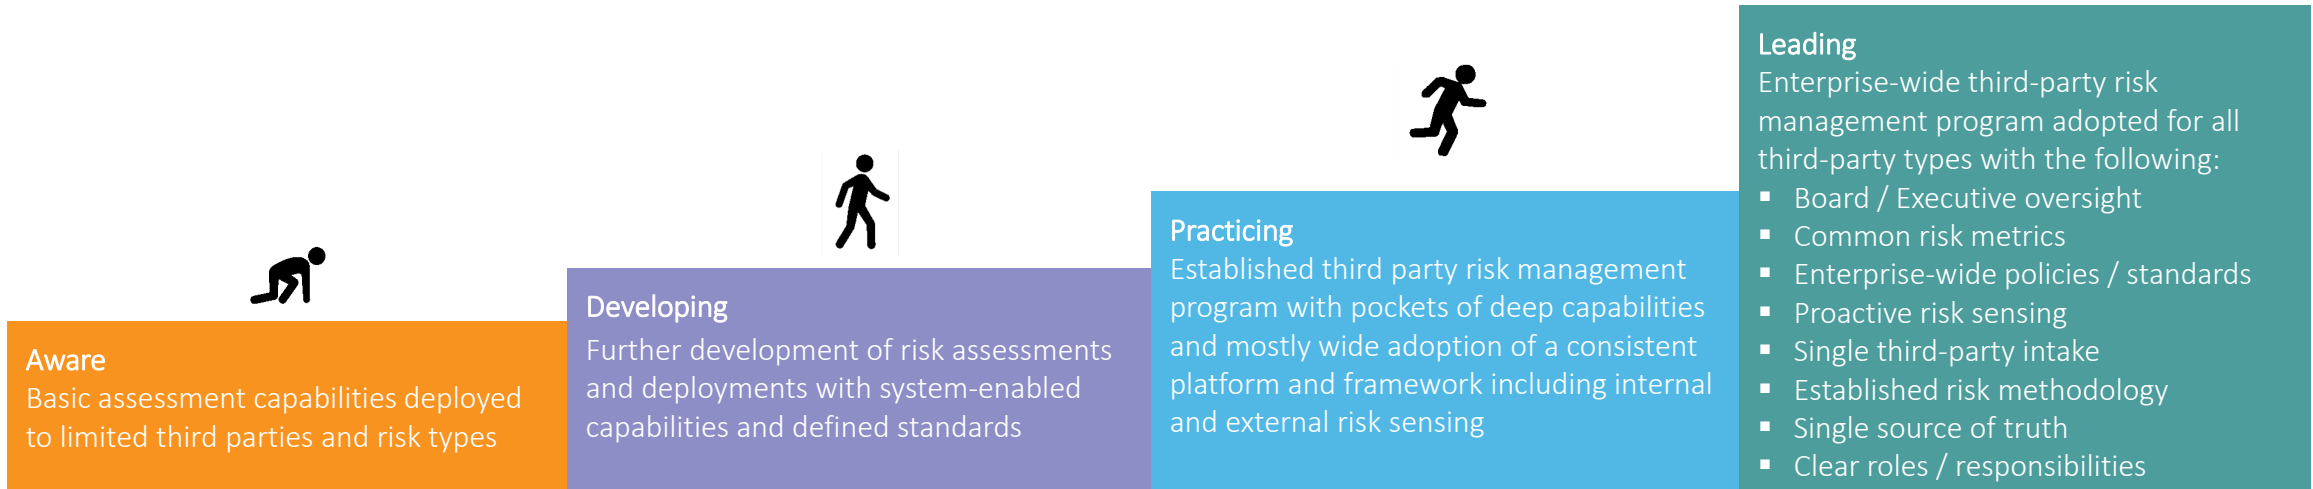 Aware
Basic assessment capabilities deployed
to limited third parties and risk types
Developing
Further development of risk assessments
and deployments with system-enabled
capabilities and defined standards
Practicing
Established third party risk management
program with pockets of deep capabilities
and mostly wide adoption of a consistent
platform and framework including internal
and external risk sensing
Leading
Enterprise-wide third-party risk
management program adopted for all
third-party types with the following:
▪ Board / Executive oversight
▪ Common risk metrics
▪ Enterprise-wide policies / standards
▪ Proactive risk sensing
▪ Single third-party intake
▪ Established risk methodology
▪ Single source of truth
▪ Clear roles / responsibilities